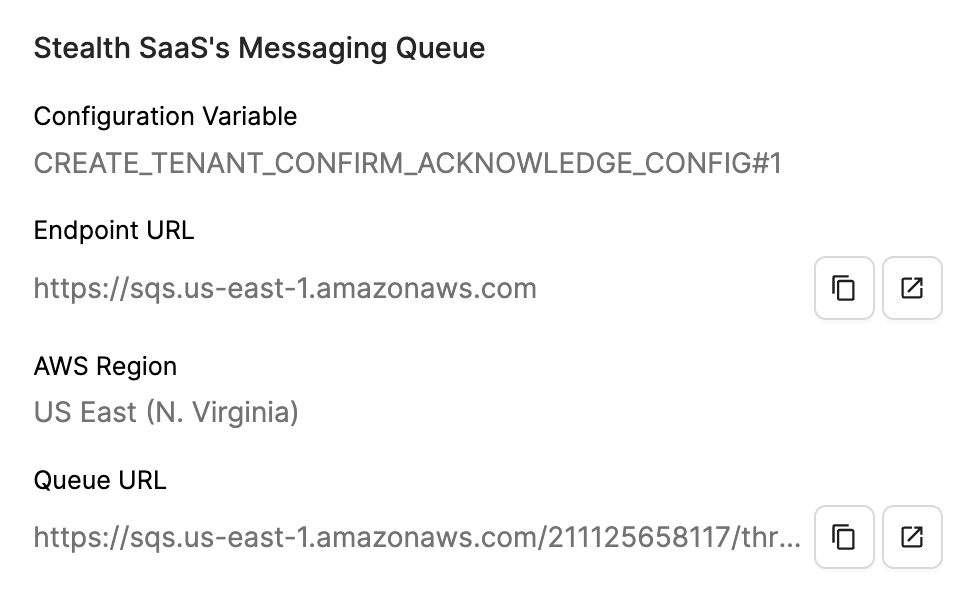 Stealth SaaS's Messaging Queue
Configuration Variable
CREATE_TENANT_CONFIRM_ACKNOWLEDGE_CONFIG#1
Endpoint URL
https://sqs.us-east-1.amazonaws.com
AWS Region
US East (N. Virginia)
Queue URL
https://sqs.us-east-1.amazonaws.com/211125658117/thr...